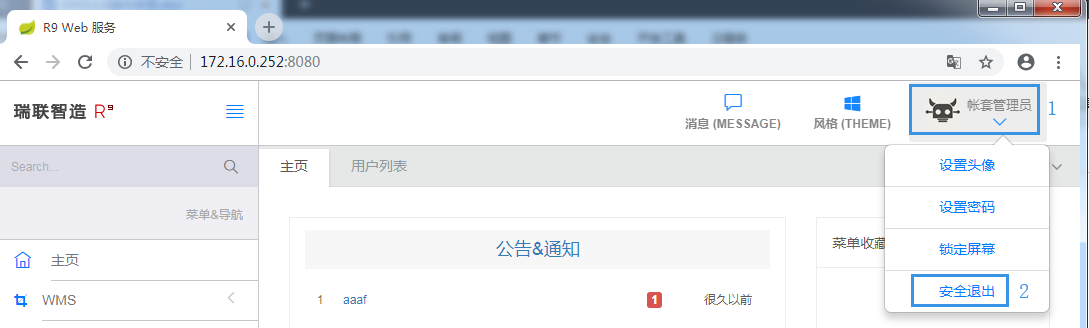 R9 Web 服务
不安全 | 172.16.0.252:8080
瑞联智造 R9
消息 (MESSAGE)
风格 (THEME)
帐套管理员
1
Search...
主页
用户列表
设置头像
菜单&导航
设置密码
公告&通知
菜单收藏
锁定屏幕
主页
1 aaaf 1 很久以前
安全退出 2
WMS